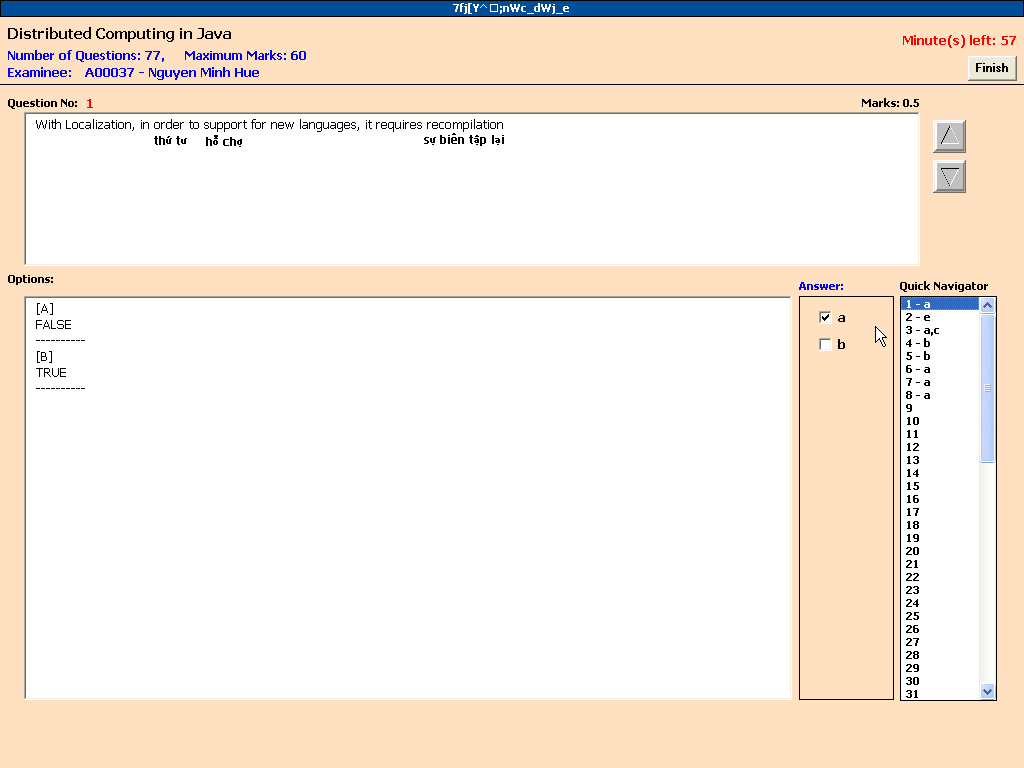 7fj[Y^ □;nWc_dWj_e
Distributed Computing in Java
Number of Questions: 77, Maximum Marks: 60
Minute(s) left: 57
Examinee: A00037 - Nguyen Minh Hue
Finish
Question No: 1
Marks: 0.5
With Localization, in order to support for new languages, it requires recompilation
thứ tư hỗ chợ sự biên tập lại
Options:
Answer:
Quick Navigator
[A]
FALSE
----------
[B]
TRUE
----------
a
b
1 - a
2 - e
3 - a,c
4 - b
5 - b
6 - a
7 - a
8 - a
9
10
11
12
13
14
15
16
17
18
19
20
21
22
23
24
25
26
27
28
29
30
31